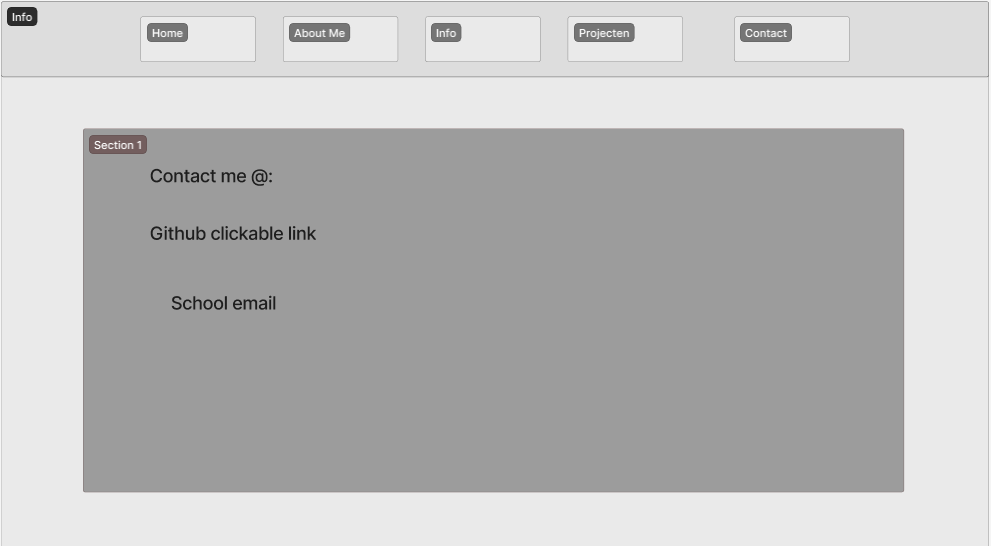 Info
Home
About Me
Info
Projecten
Contact
Section 1
Contact me @:
Github clickable link
School email